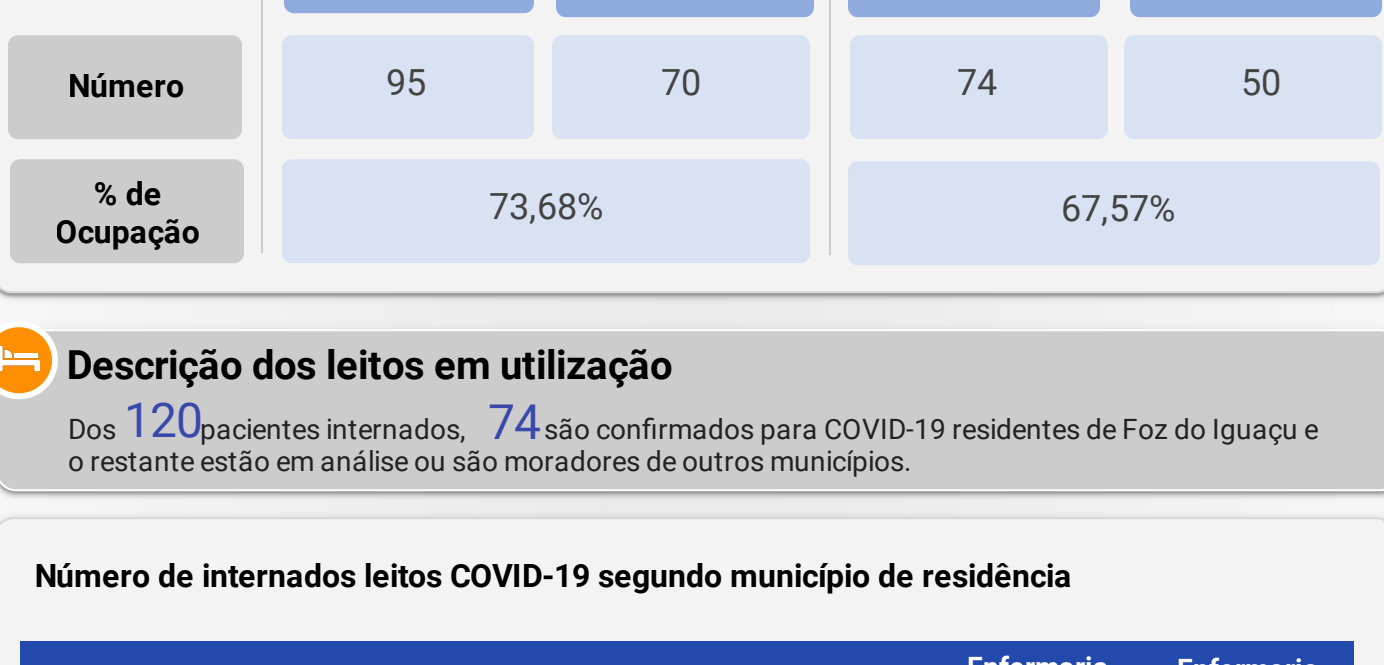 Número 95 70 74 50
% de
Ocupação
73,68% 67,57%
Descrição dos leitos em utilização
Dos 120 pacientes internados, 74 são confirmados para COVID-19 residentes de Foz do Iguaçu e
o restante estão em análise ou são moradores de outros municípios.
Número de internados leitos COVID-19 segundo município de residência
Enfermaria Enfermaria